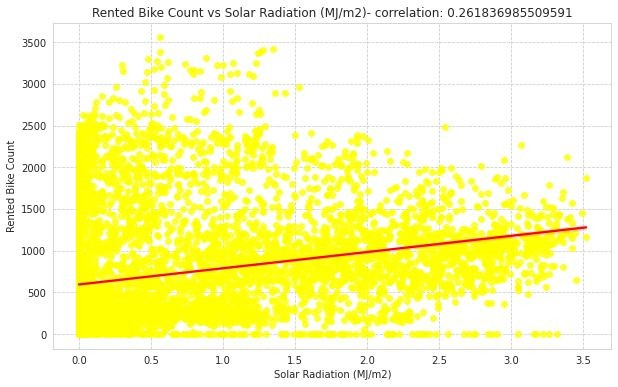 Rented Bike Count vs Solar Radiation (MJ/m2)- correlation: 0.261836985509591
3500
3000
2500
2000
1500
1000
500
0
Rented Bike Count
0.0 0.5 1.0 1.5 2.0 2.5 3.0 3.5
Solar Radiation (MJ/m2)